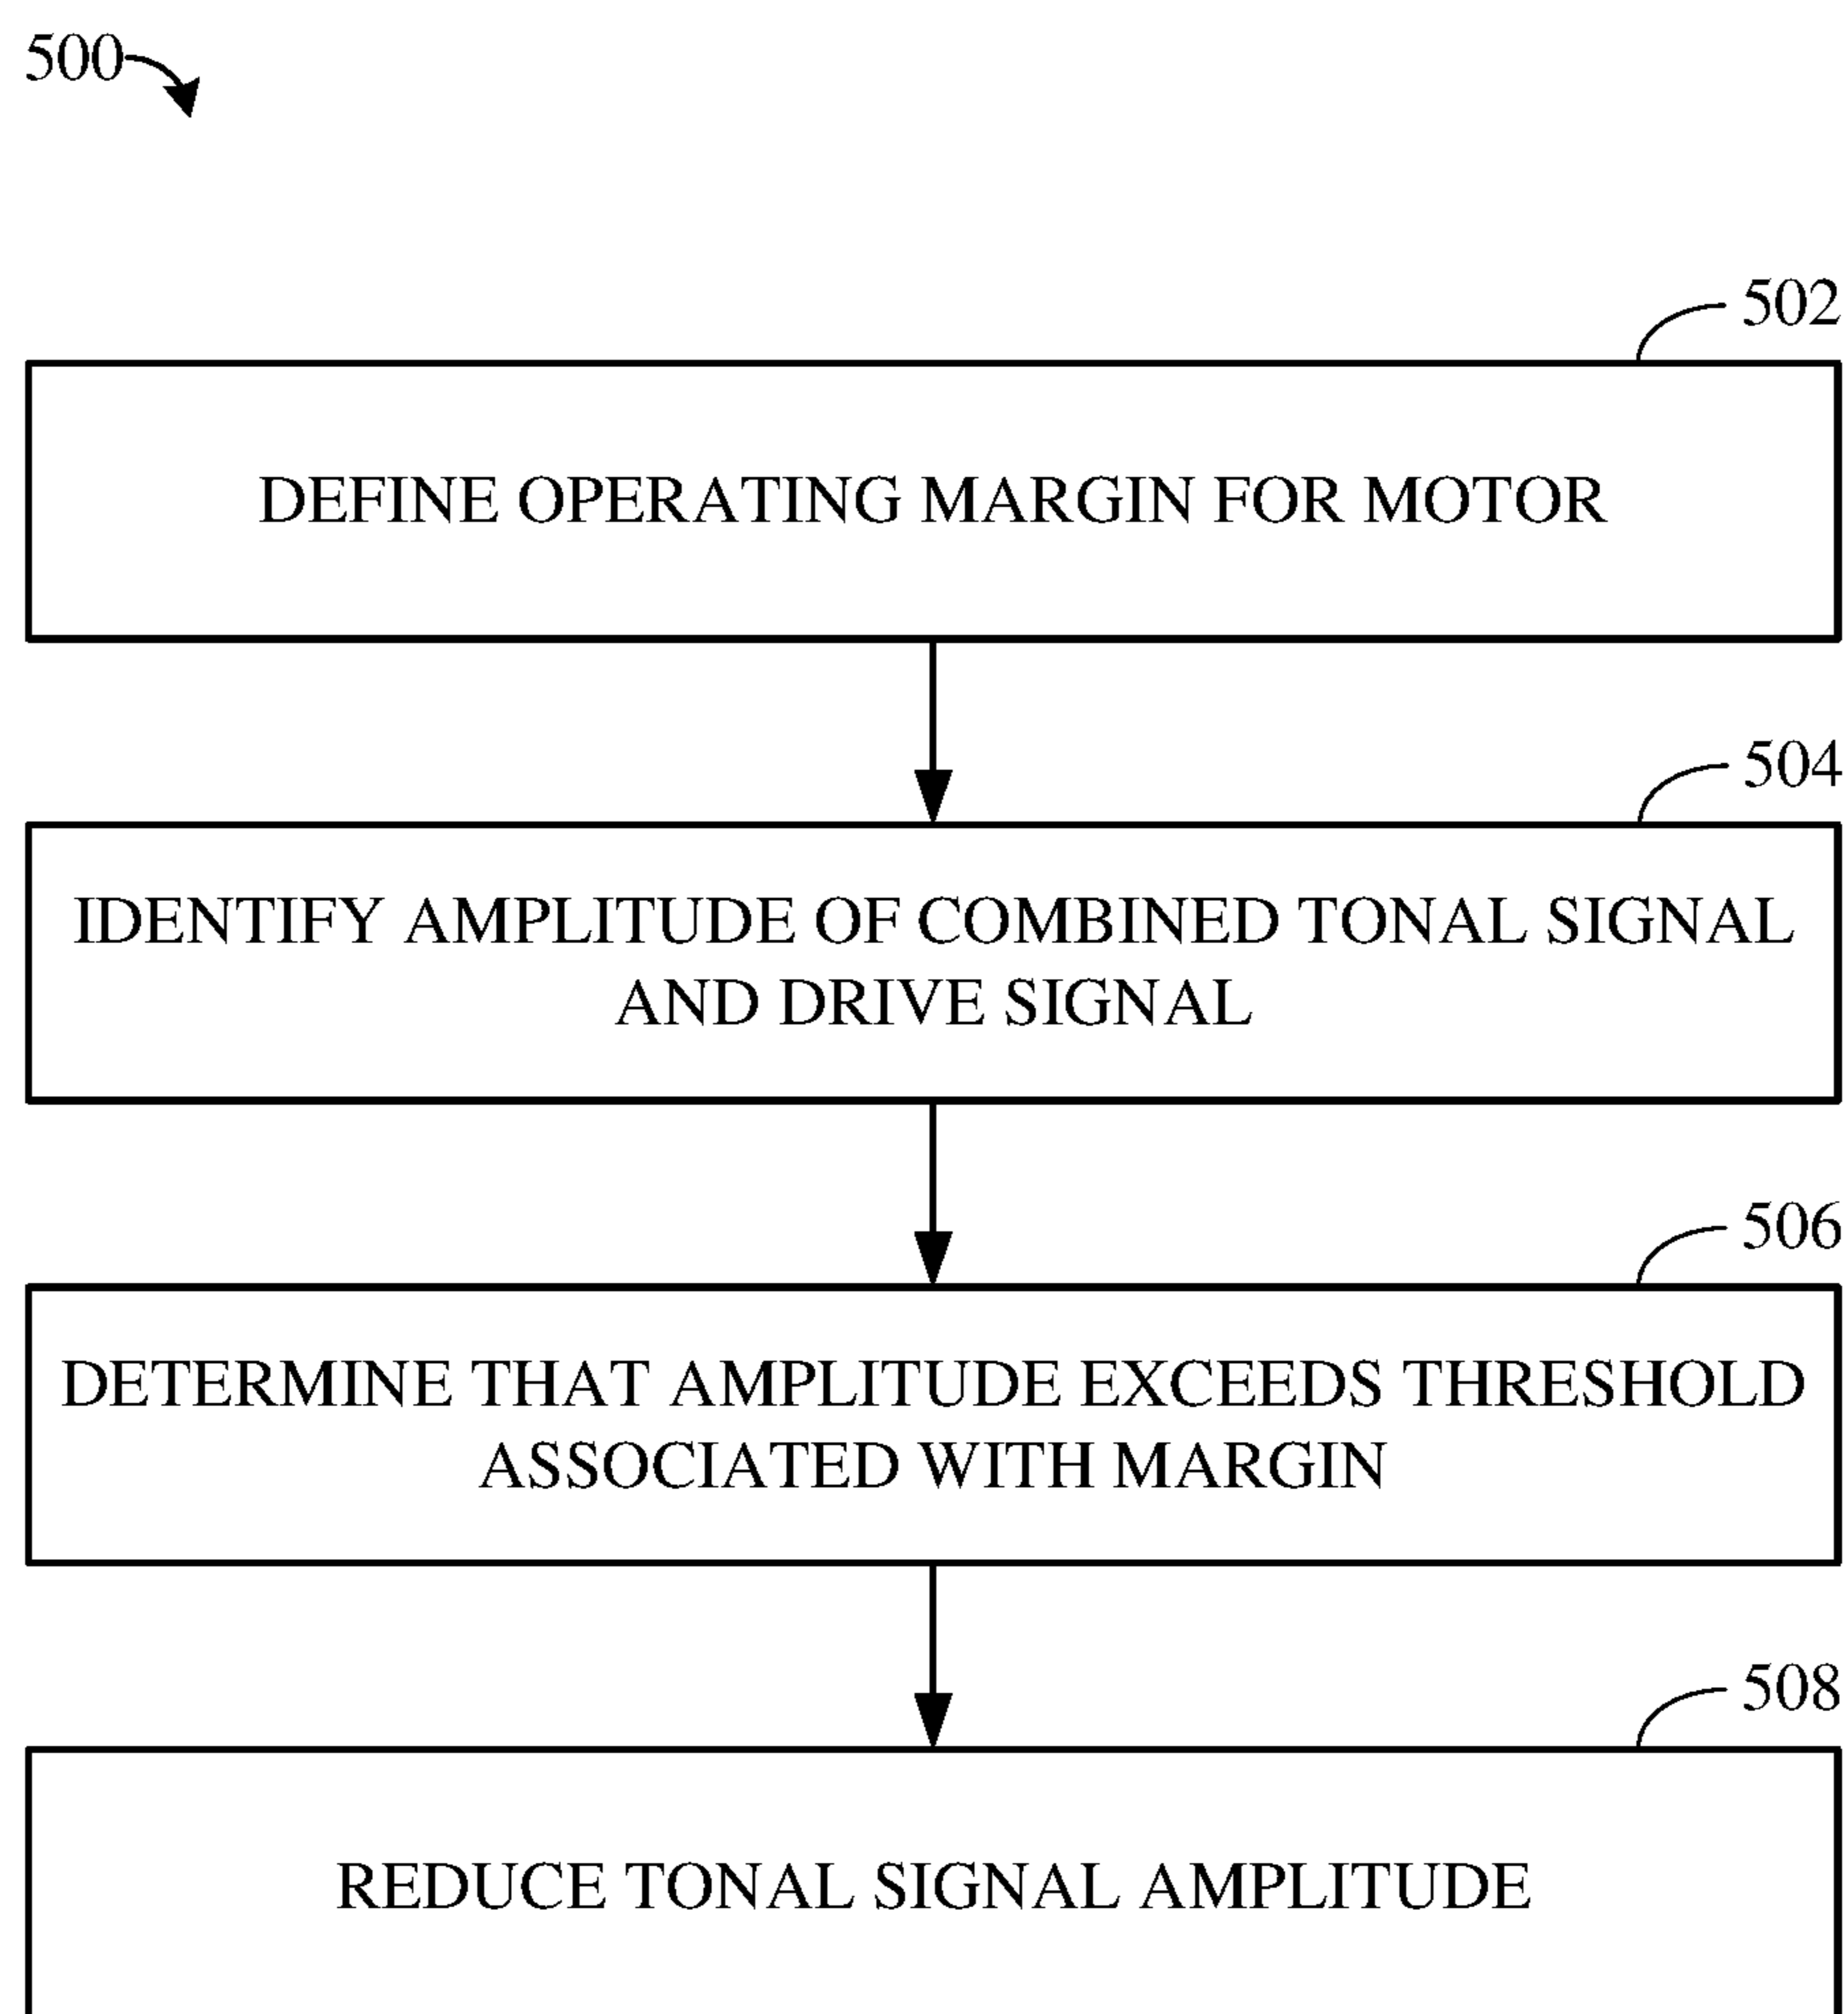 500
502
DEFINE OPERATING MARGIN FOR MOTOR
504
IDENTIFY AMPLITUDE OF COMBINED TONAL SIGNAL
AND DRIVE SIGNAL
506
DETERMINE THAT AMPLITUDE EXCEEDS THRESHOLD
ASSOCIATED WITH MARGIN
508
REDUCE TONAL SIGNAL AMPLITUDE